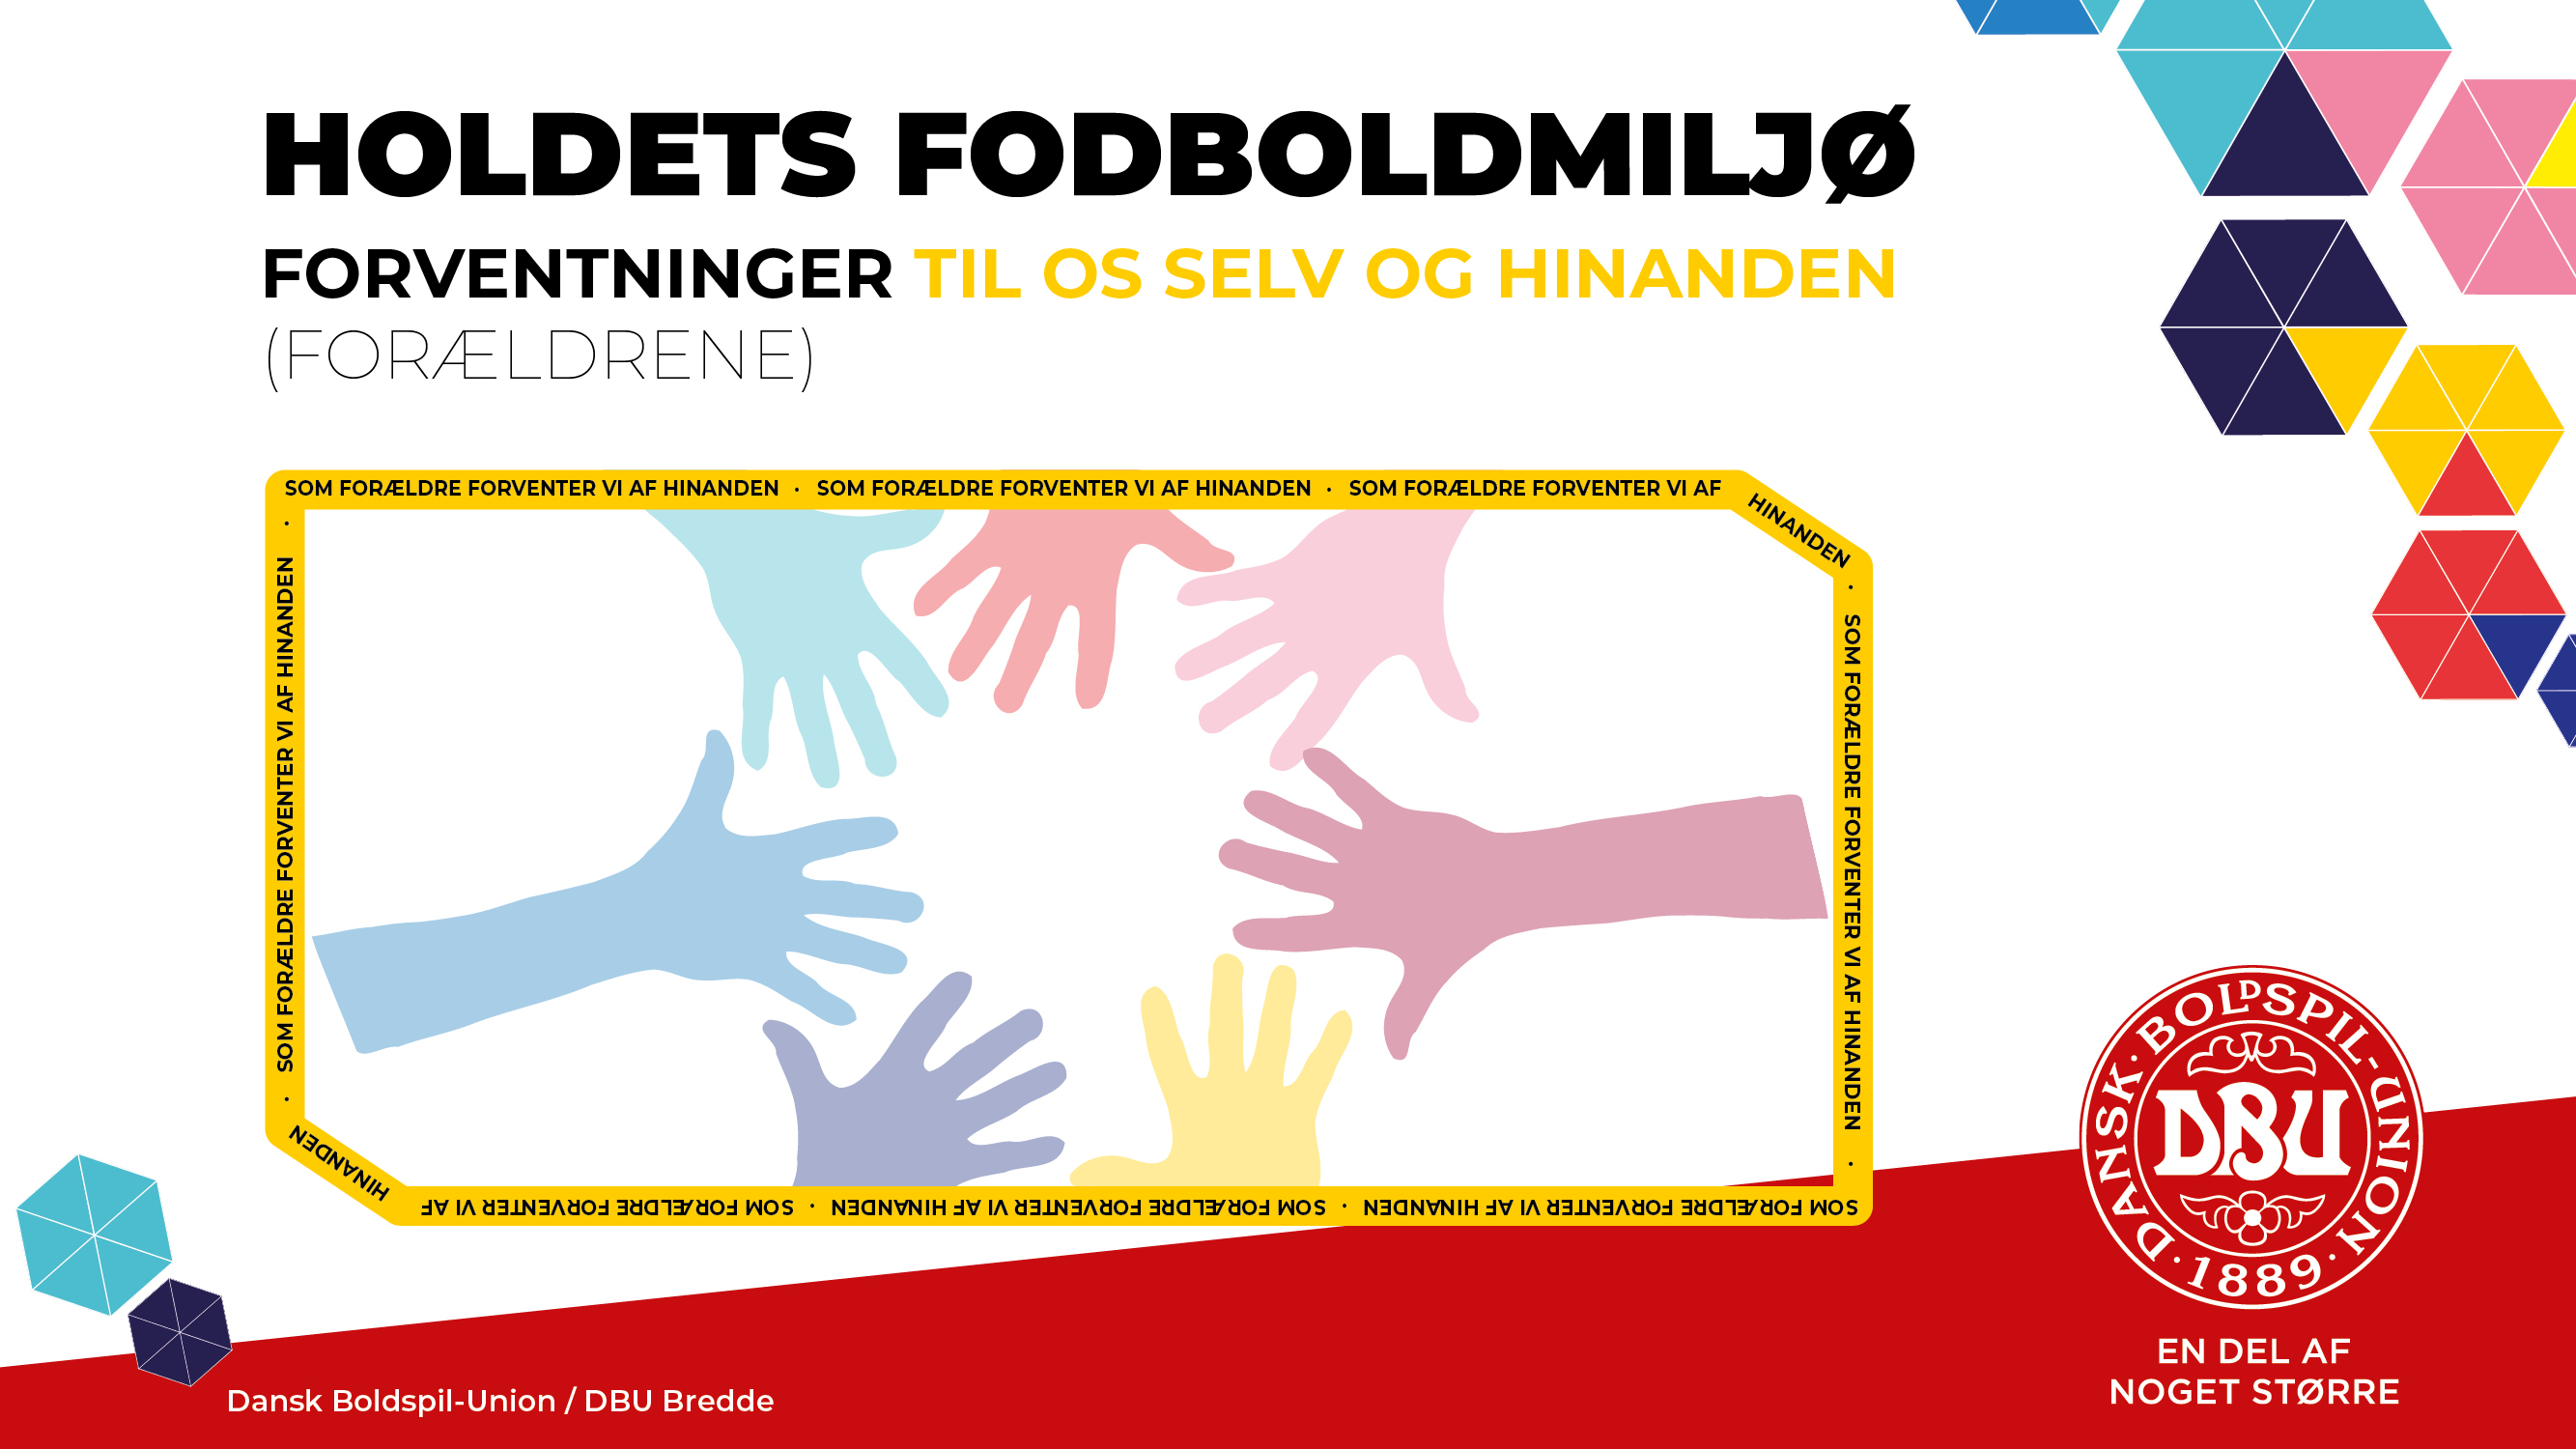 HOLDETS FODBOLDMILJØ
FORVENTNINGER TIL OS SELV OG HINANDEN
(FORÆLDRENE)
SOM FORÆLDRE FORVENTER VI AF HINANDEN · SOM FORÆLDRE FORVENTER VI AF HINANDEN · SOM FORÆLDRE FORVENTER VI AF HINANDEN ·
SOM FORÆLDRE FORVENTER VI AF HINANDEN ·
SOM FORÆLDRE FORVENTER VI AF HINANDEN · SOM FORÆLDRE FORVENTER VI AF HINANDEN · SOM FORÆLDRE FORVENTER VI AF HINANDEN ·
SOM FORÆLDRE FORVENTER VI AF HINANDEN ·
DANSK·BOLDSPIL-UNION
DBU
·1889·
EN DEL AF
NOGET STØRRE
Dansk Boldspil-Union / DBU Bredde